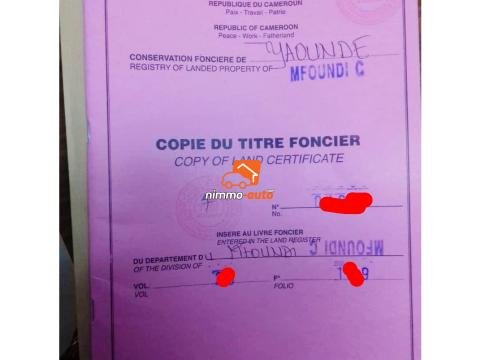 REPUBLIQUE DU CAMEROUN
Paix - Travail - Patrie
REPUBLIC OF CAMEROON
Peace - Work - Fatherland
CONSERVATION FONCIERE DE YAOUNDE
REGISTRY OF LANDED PROPERTY OF MFOUNDI C
COPIE DU TITRE FONCIER
COPY OF LAND CERTIFICATE
nimmo-auto
N°
No.
INSERE AU LIVRE FONCIER
ENTERED IN THE LAND REGISTER
DU DEPARTEMENT DU MFOUNDI C MFOUNDI C
OF THE DIVISION OF
VOL. F°
VOL FOLIO